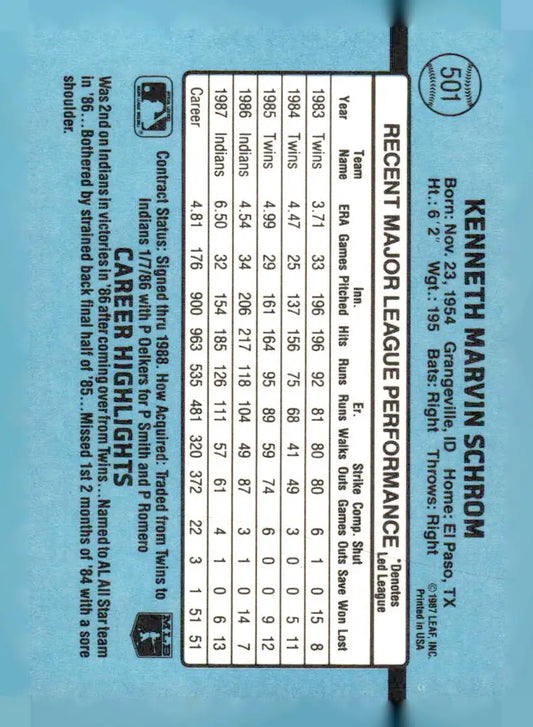 501
KENNETH MARVIN SCHROM
Born: Nov. 23, 1954 Grangeville, ID Home: El Paso, TX
Ht.: 6' 2" Wgt.: 195 Bats: Right Throws: Right
©1987 LEAF, INC.
Printed in USA
RECENT MAJOR LEAGUE PERFORMANCE
*Denotes
Led League
Team Inn. Er. Strike Comp. Shut
Year Name ERA Games Pitched Hits Runs Runs Walks Outs Games Outs Save Won Lost
1983 Twins 3.71 33 196 196 92 81 80 80 6 1 0 15 8
1984 Twins 4.47 25 137 156 75 68 41 49 3 0 0 5 11
1985 Twins 4.99 29 161 164 95 89 59 74 6 0 0 9 12
1986 Indians 4.54 34 206 217 118 104 49 87 3 1 0 14 7
1987 Indians 6.50 32 154 185 126 111 57 61 4 1 0 6 13
Career 4.81 176 900 963 535 481 320 372 22 3 1 51 51
Contract Status: Signed thru 1988. How Acquired: Traded from Twins to
Indians 1/7/86 with P Oelkers for P Smith and P Romero
MLB
CAREER HIGHLIGHTS
Was 2nd on Indians in victories in '86 after coming over from Twins...Named to AL All Star team
in '86...Bothered by strained back final half of '85...Missed 1st 2 months of '84 with a sore
shoulder.